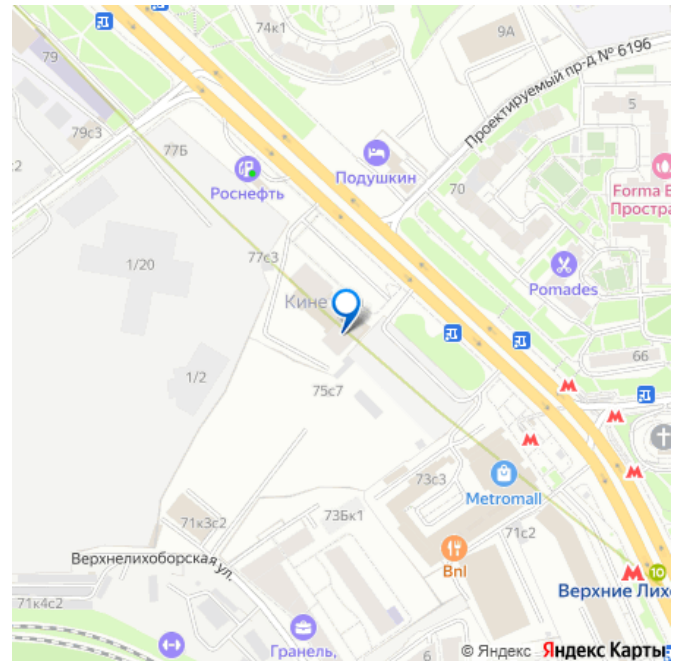 74к1
9А
Проектируемый пр-д № 6196
79
79с3
77Б
5
Роснефть
Подушкин
70
Forma B
Простра
77с3
1/20
Кине
Pomades
1/2
66
75с7
73с3
Metromall
71к3с2
73Бк1
71с2
Верхнелихоборская ул.
Bnl
10
Верхние Лихо
71к4с2
Гранель,
6
© Яндекс Яндекс Карты